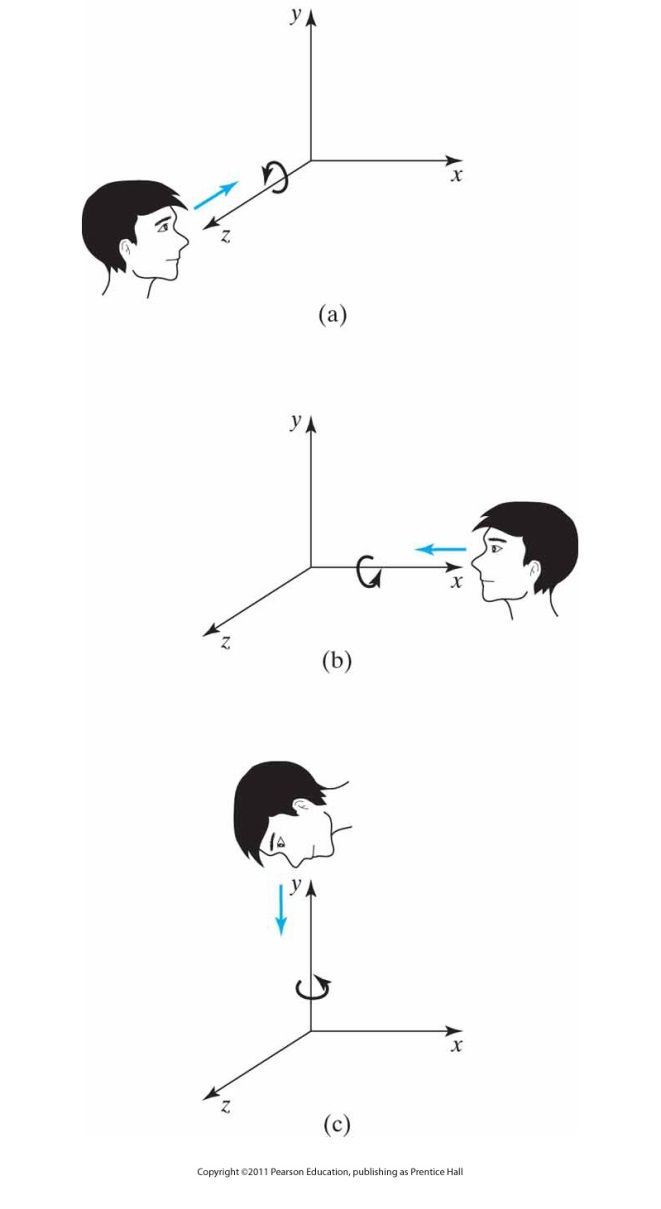 y
x
z
(a)
y
x
z
(b)
y
x
z
(c)
Copyright ©2011 Pearson Education, publishing as Prentice Hall